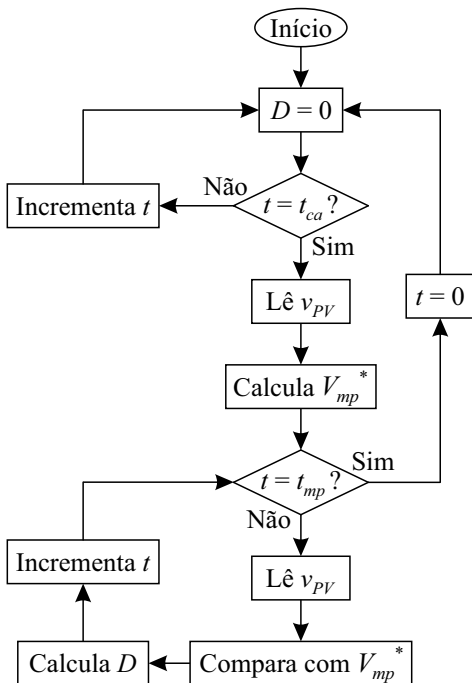 Início
D = 0
Não
Incrementa t
t = t_ca?
Sim
Lê v_PV
t = 0
Calcula V_mp*
Sim
t = t_mp?
Não
Incrementa t
Lê v_PV
Calcula D
Compara com V_mp*